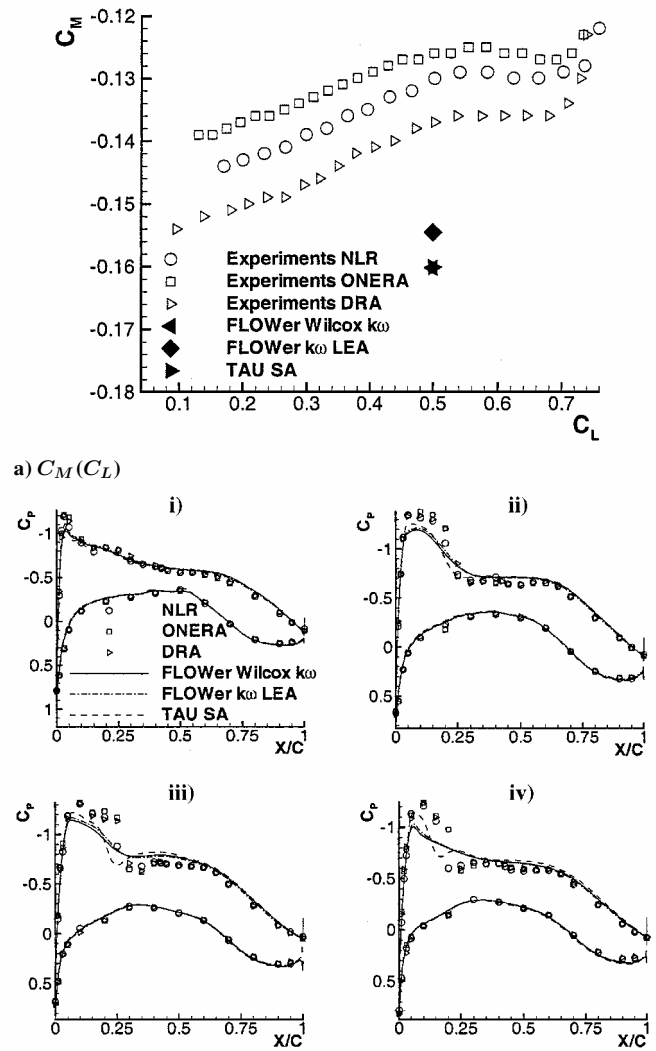 C_M
-0.12
-0.13
-0.14
-0.15
-0.16
-0.17
-0.18
Experiments NLR
Experiments ONERA
Experiments DRA
FLOWer Wilcox kω
FLOWer kω LEA
TAU SA
0.1 0.2 0.3 0.4 0.5 0.6 0.7
C_L
a) C_M(C_L)
i)
C_P
-1
-0.5
0
0.5
1
NLR
ONERA
DRA
FLOWer Wilcox kω
FLOWer kω LEA
TAU SA
0 0.25 0.5 0.75 1
X/C
ii)
C_P
-1
-0.5
0
0.5
0 0.25 0.5 0.75 1
X/C
iii)
C_P
-1
-0.5
0
0.5
0 0.25 0.5 0.75 1
X/C
iv)
C_P
-1
-0.5
0
0.5
0 0.25 0.5 0.75 1
X/C